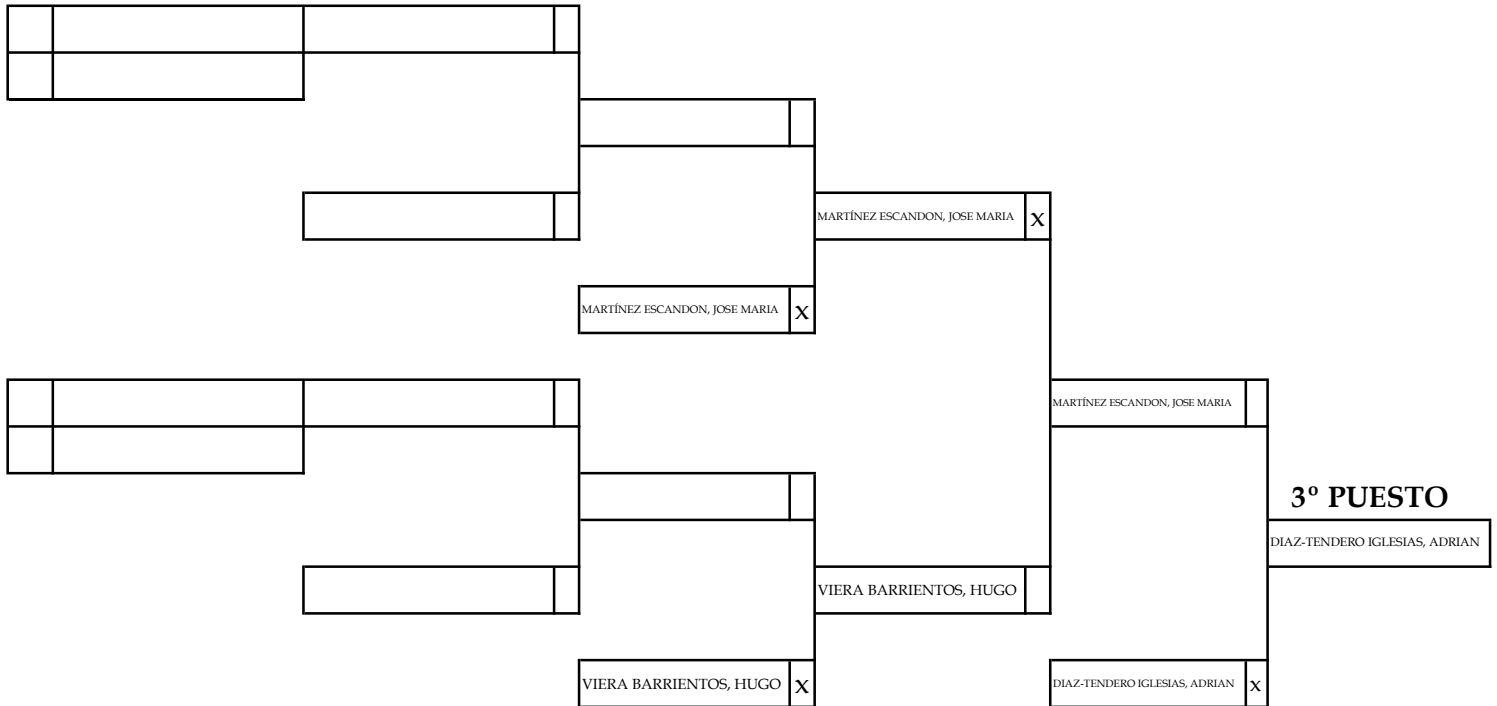 MARTÍNEZ ESCANDON, JOSE MARIA X
MARTÍNEZ ESCANDON, JOSE MARIA X
MARTÍNEZ ESCANDON, JOSE MARIA
3º PUESTO
DIAZ-TENDERO IGLESIAS, ADRIAN
VIERA BARRIENTOS, HUGO
VIERA BARRIENTOS, HUGO X
DIAZ-TENDERO IGLESIAS, ADRIAN X